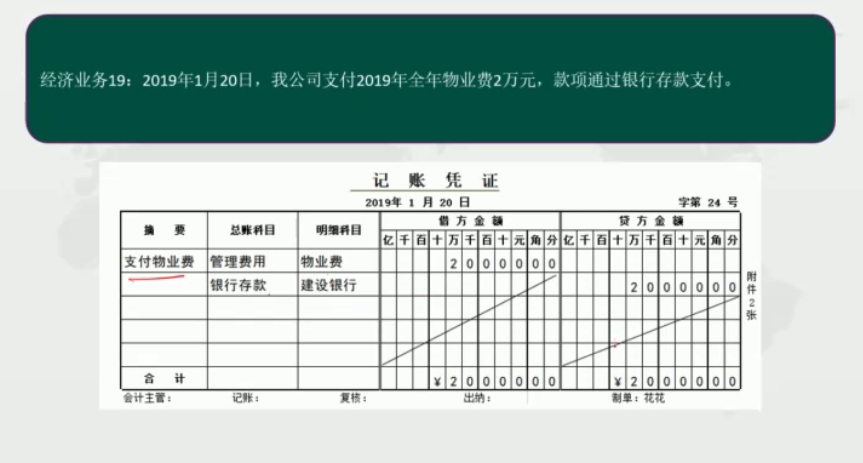 经济业务19：2019年1月20日，我公司支付2019年全年物业费2万元，款项通过银行存款支付。
记 账 凭 证
2019年 1 月 20 日 字第 24 号
摘 要 总账科目 明细科目 借 方 金 额 贷 方 金 额
亿 千 百 十 万 千 百 十 元 角 分 亿 千 百 十 万 千 百 十 元 角 分
支付物业费 管理费用 物业费 2 0 0 0 0 0 0
银行存款 建设银行 2 0 0 0 0 0 0
附件2张
合 计 ¥ 2 0 0 0 0 0 0 ¥ 2 0 0 0 0 0 0
会计主管： 记账： 复核： 出纳： 制单：花花